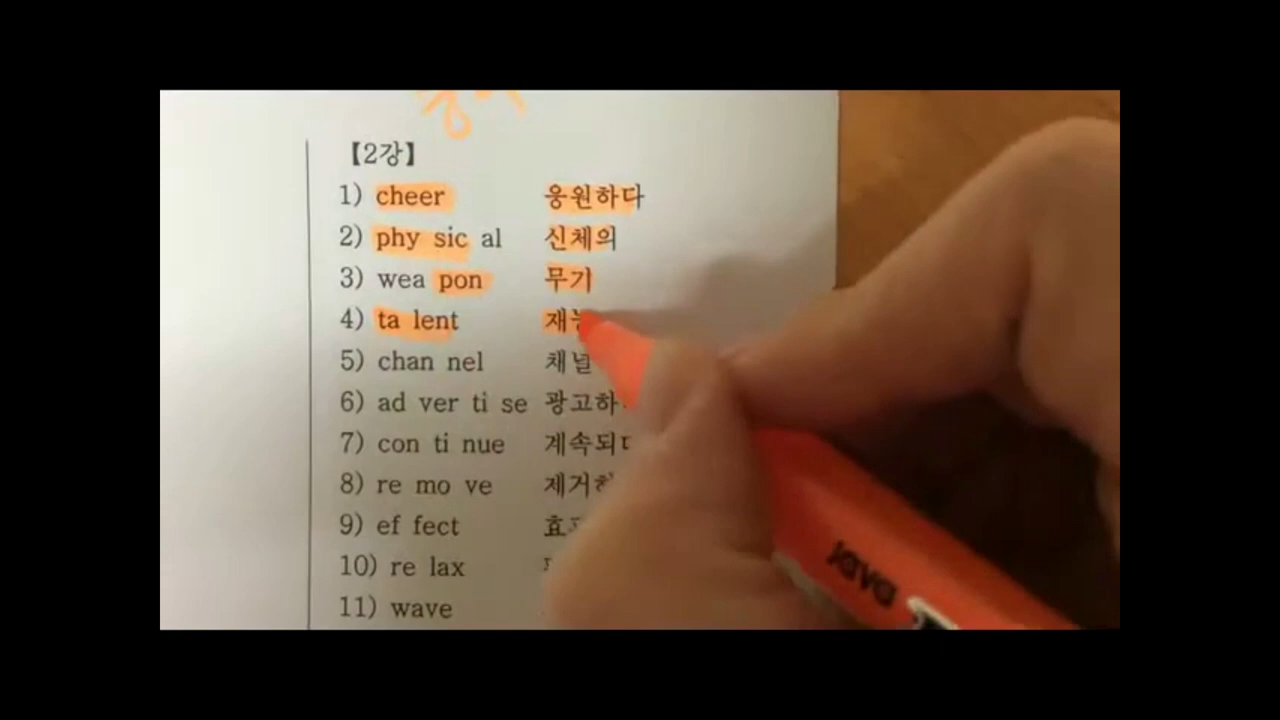 【2강】
1) cheer 응원하다
2) phy sic al 신체의
3) wea pon 무기
4) ta lent
5) chan nel 채널
6) ad ver ti se
7) con ti nue
8) re mo ve
9) ef fect
10) re lax
11) wave
Java